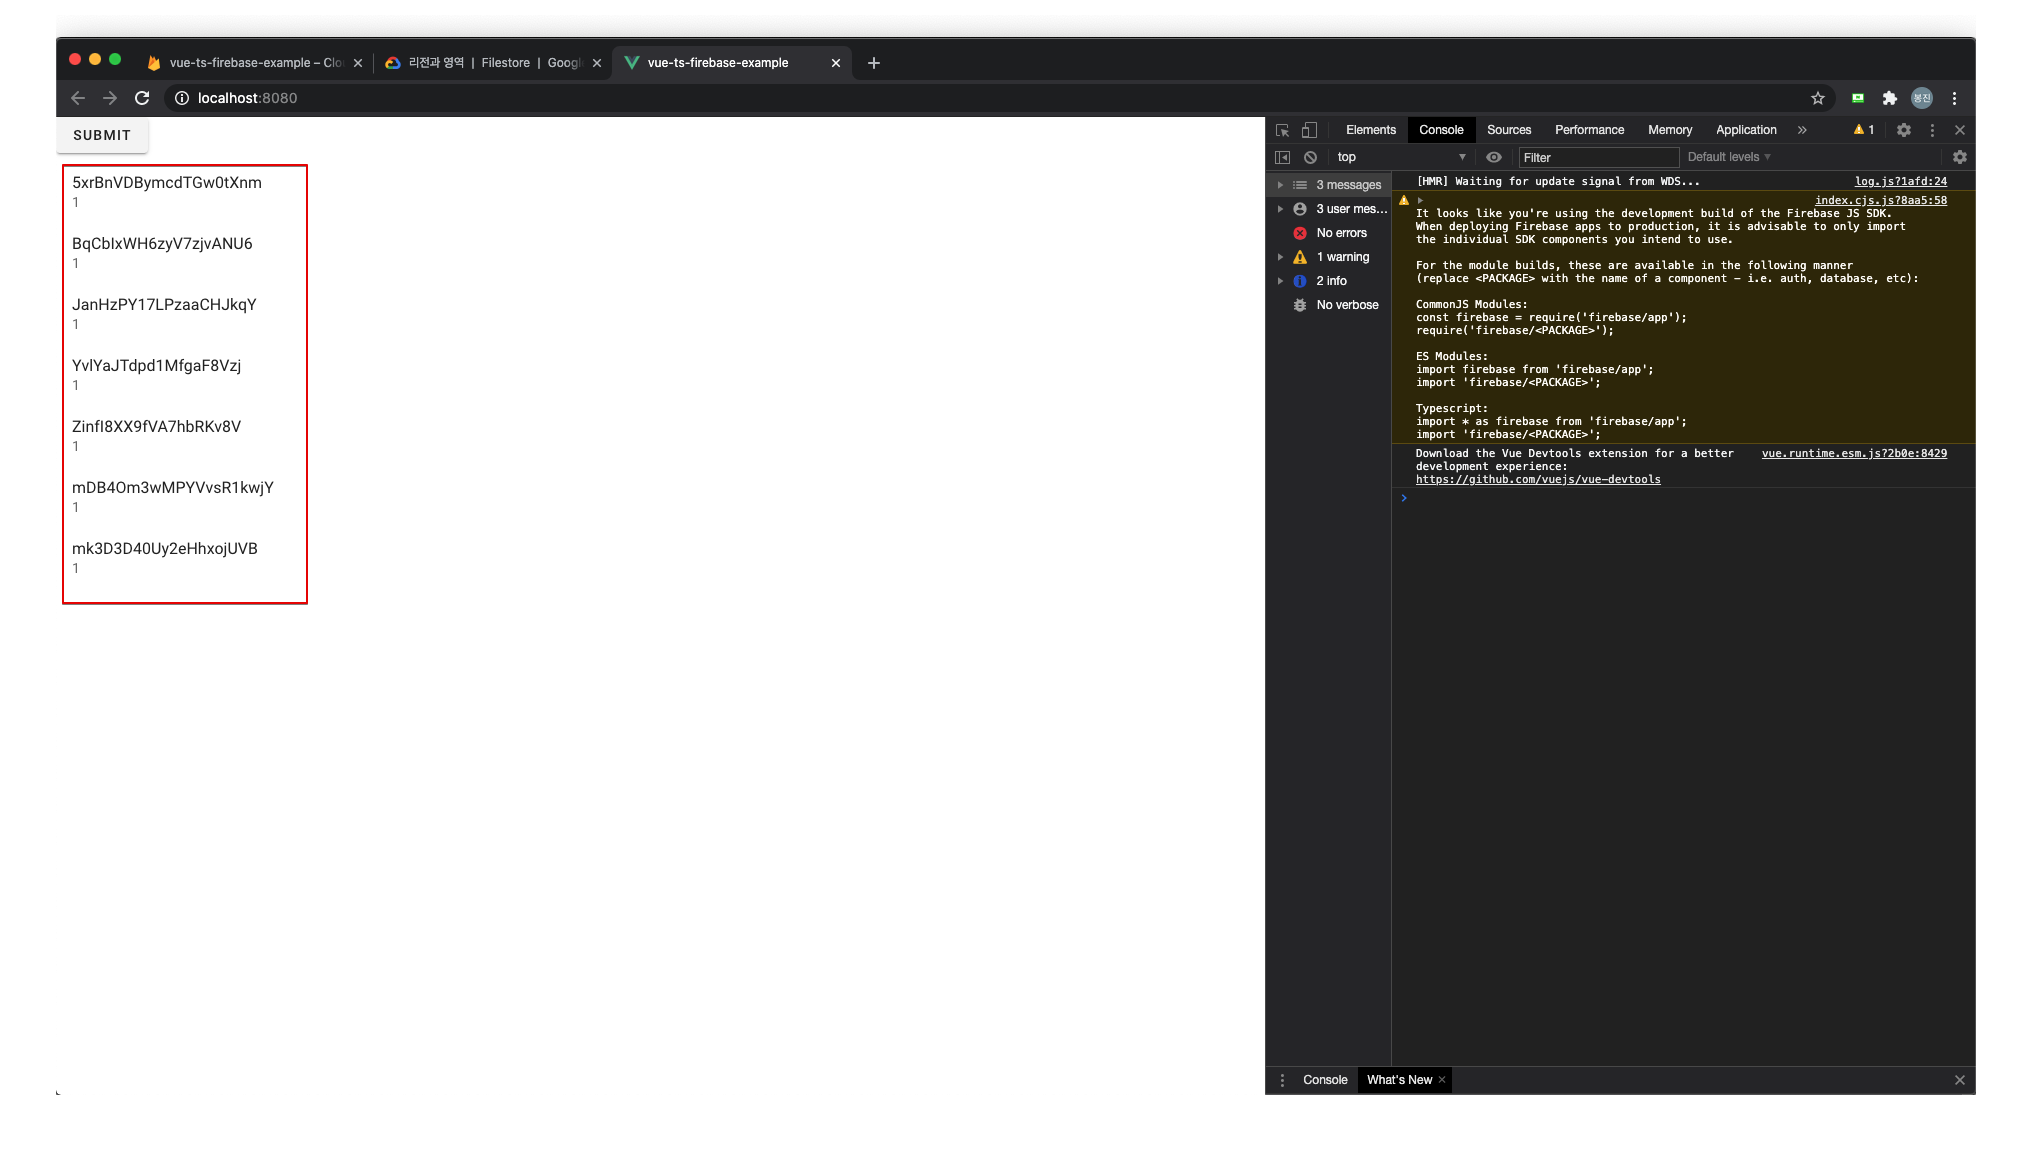 vue-ts-firebase-example – Clo
리전과 영역 | Filestore | Googl
vue-ts-firebase-example
localhost:8080
봉진
SUBMIT
5xrBnVDBymcdTGw0tXnm
1
BqCblxWH6zyV7zjvANU6
1
JanHzPY17LPzaaCHJkqY
1
YvlYaJTdpd1MfgaF8Vzj
1
ZinfI8XX9fVA7hbRKv8V
1
mDB4Om3wMPYVvsR1kwjY
1
mk3D3D40Uy2eHhxojUVB
1
Elements Console Sources Performance Memory Application » 1
top Filter Default levels
3 messages
3 user mes...
No errors
1 warning
2 info
No verbose
[HMR] Waiting for update signal from WDS... log.js?1afd:24
index.cjs.js?8aa5:58
It looks like you're using the development build of the Firebase JS SDK.
When deploying Firebase apps to production, it is advisable to only import
the individual SDK components you intend to use.
For the module builds, these are available in the following manner
(replace <PACKAGE> with the name of a component - i.e. auth, database, etc):
CommonJS Modules:
const firebase = require('firebase/app');
require('firebase/<PACKAGE>');
ES Modules:
import firebase from 'firebase/app';
import 'firebase/<PACKAGE>';
Typescript:
import * as firebase from 'firebase/app';
import 'firebase/<PACKAGE>';
Download the Vue Devtools extension for a better vue.runtime.esm.js?2b0e:8429
development experience:
https://github.com/vuejs/vue-devtools
Console What's New